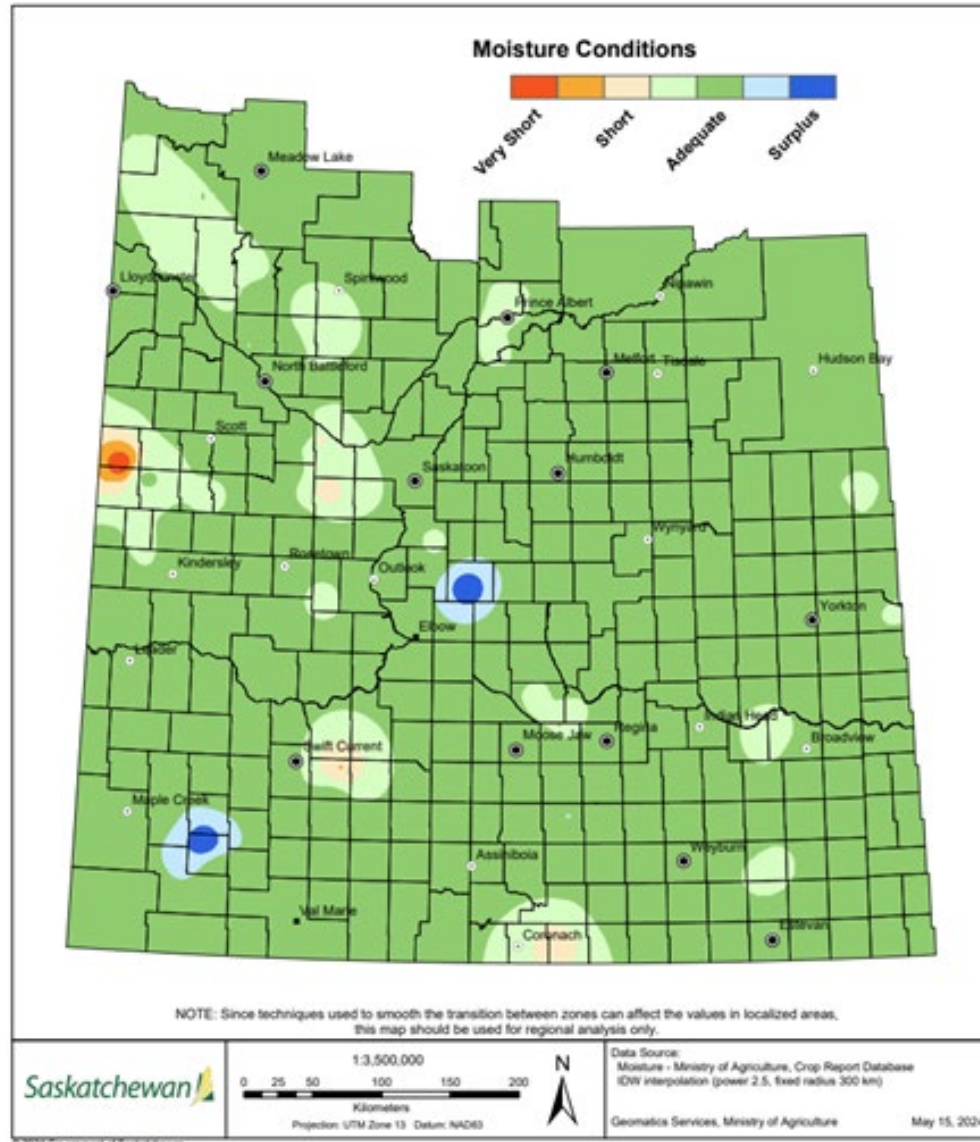 Moisture Conditions
Very Short
Short
Adequate
Surplus
Meadow Lake
Lloydminster
Spiritwood
Prince Albert
Nipawin
North Battleford
Melfort
Tisdale
Hudson Bay
Scott
Saskatoon
Humboldt
Wynyard
Kindersley
Rosetown
Outlook
Yorkton
Elbow
Leader
Swift Current
Moose Jaw
Regina
Indian Head
Broadview
Maple Creek
Assiniboia
Weyburn
Val Marie
Coronach
Estevan
NOTE: Since techniques used to smooth the transition between zones can affect the values in localized areas,
this map should be used for regional analysis only.
Saskatchewan
1:3,500,000
0 25 50 100 150 200
Kilometers
Projection: UTM Zone 13 Datum: NAD83
N
Data Source:
Moisture - Ministry of Agriculture, Crop Report Database
IDW interpolation (power 2.5, fixed radius 300 km)
Geomatics Services, Ministry of Agriculture
May 15, 202